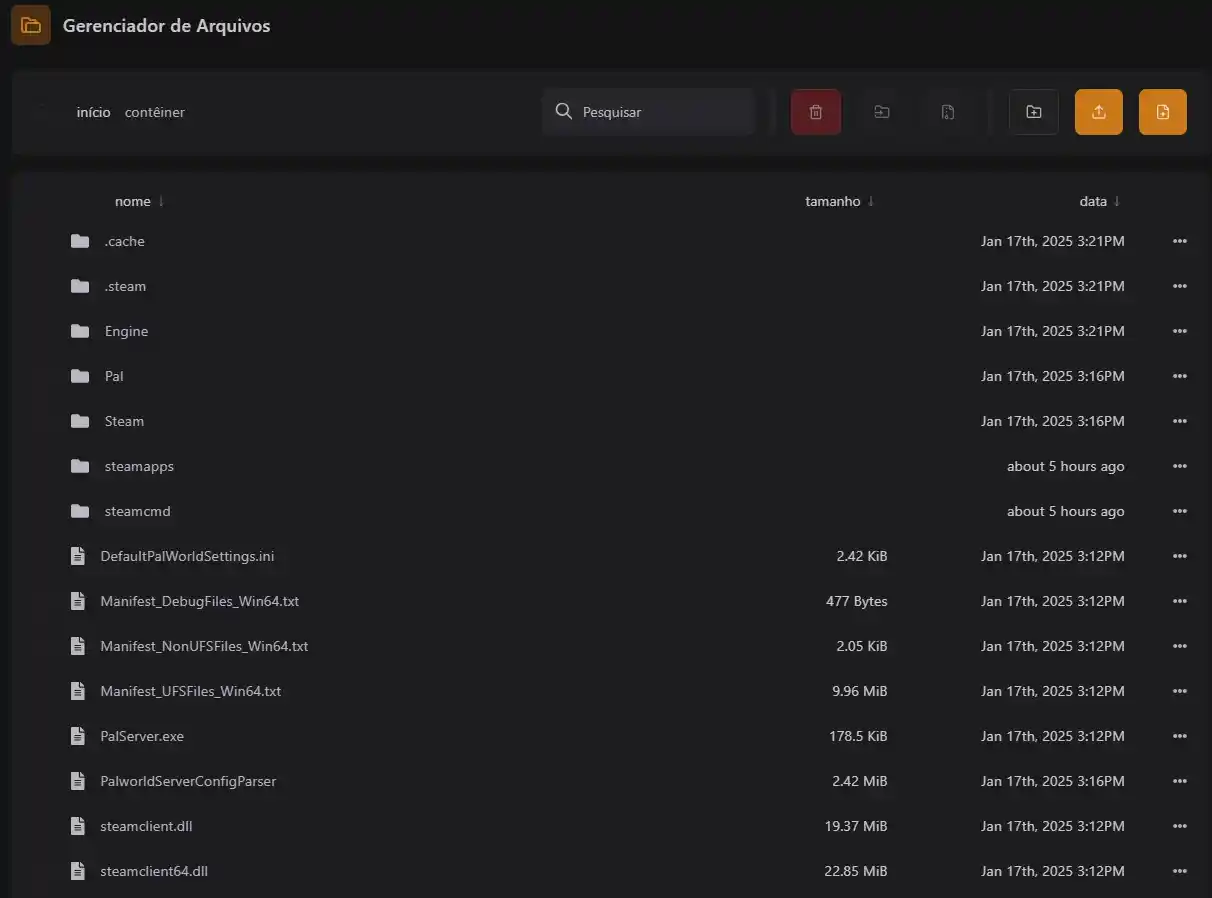 Gerenciador de Arquivos
início contêiner Pesquisar
nome ↓ tamanho ↓ data ↓
.cache Jan 17th, 2025 3:21PM
.steam Jan 17th, 2025 3:21PM
Engine Jan 17th, 2025 3:21PM
Pal Jan 17th, 2025 3:16PM
Steam Jan 17th, 2025 3:16PM
steamapps about 5 hours ago
steamcmd about 5 hours ago
DefaultPalWorldSettings.ini 2.42 KiB Jan 17th, 2025 3:12PM
Manifest_DebugFiles_Win64.txt 477 Bytes Jan 17th, 2025 3:12PM
Manifest_NonUFSFiles_Win64.txt 2.05 KiB Jan 17th, 2025 3:12PM
Manifest_UFSFiles_Win64.txt 9.96 MiB Jan 17th, 2025 3:12PM
PalServer.exe 178.5 KiB Jan 17th, 2025 3:12PM
PalworldServerConfigParser 2.42 MiB Jan 17th, 2025 3:16PM
steamclient.dll 19.37 MiB Jan 17th, 2025 3:12PM
steamclient64.dll 22.85 MiB Jan 17th, 2025 3:12PM